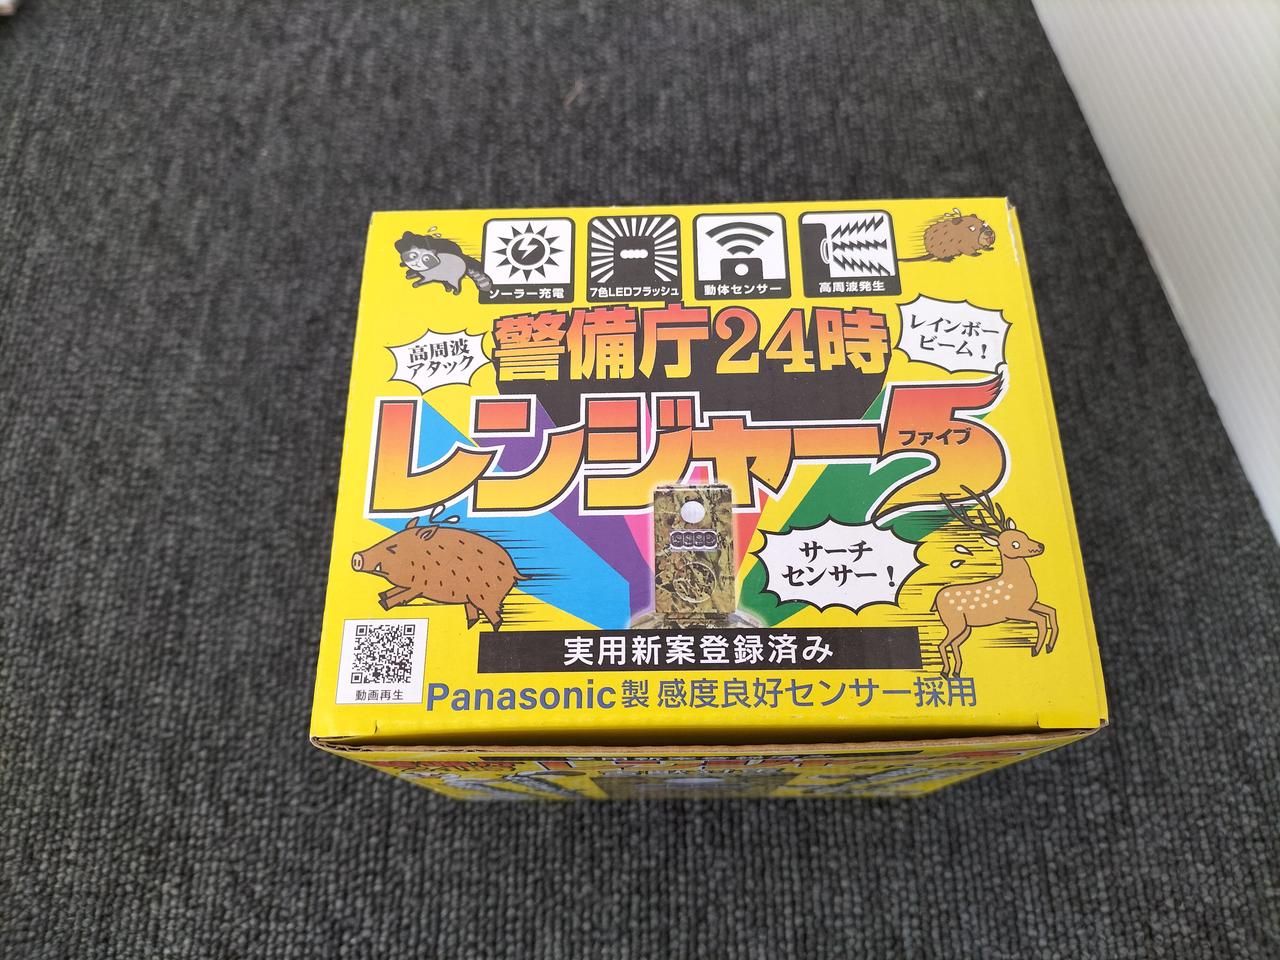 ソーラー充電
7色LEDフラッシュ
動体センサー
高周波発生
警備庁24時
高周波
アタック
レインボー
ビーム！
レンジャー5
ファイブ
サーチ
センサー！
実用新案登録済み
動画再生
Panasonic製 感度良好センサー採用